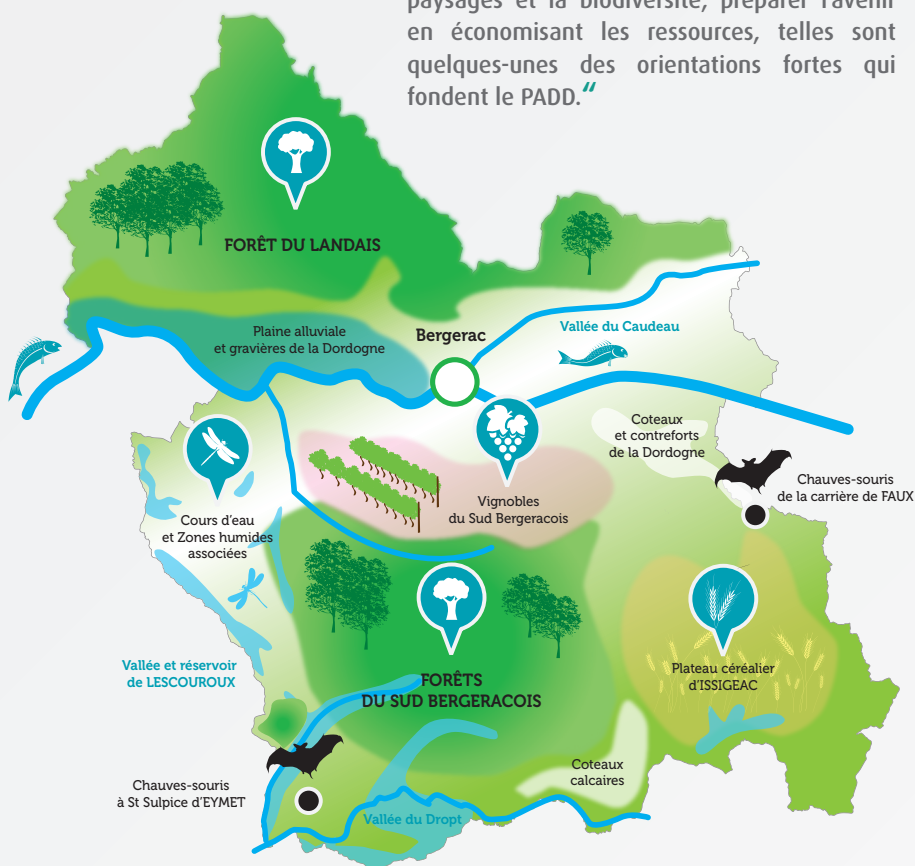 paysages et la biodiversité, préparer l'avenir
en économisant les ressources, telles sont
quelques-unes des orientations fortes qui
fondent le PADD.“
FORÊT DU LANDAIS
Plaine alluviale
et gravières de la Dordogne
Bergerac
Vallée du Caudeau
Coteaux
et contreforts
de la Dordogne
Chauves-souris
de la carrière de FAUX
Cours d'eau
et Zones humides
associées
Vignobles
du Sud Bergeracois
Vallée et réservoir
de LESCOUROUX
FORÊTS
DU SUD BERGERACOIS
Plateau céréalier
d'ISSIGEAC
Chauves-souris
à St Sulpice d'EYMET
Coteaux
calcaires
Vallée du Dropt